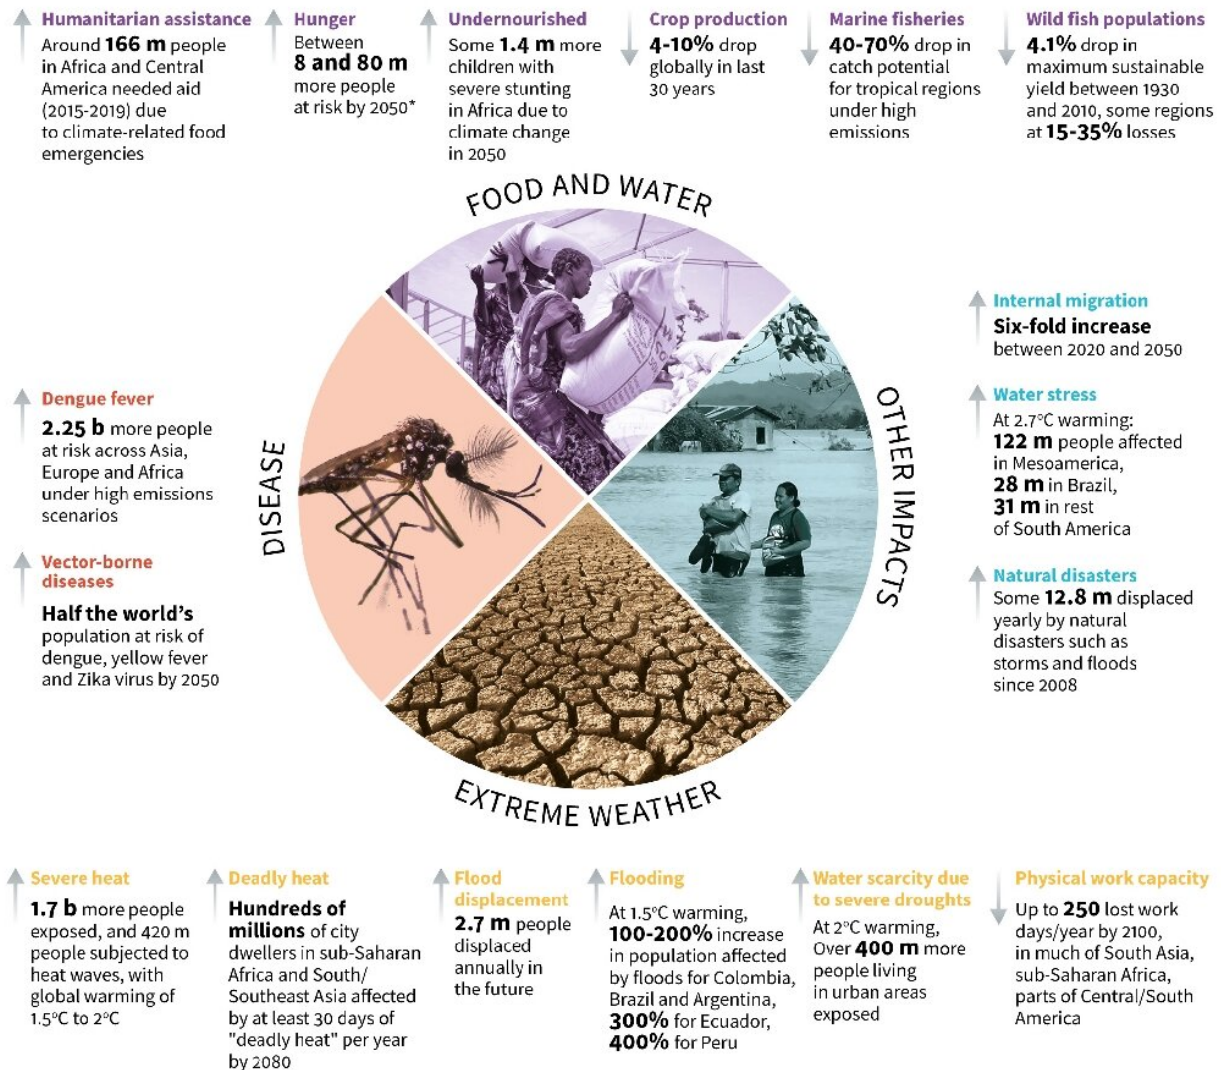 Humanitarian assistance
Around 166 m people
in Africa and Central
America needed aid
(2015-2019) due
to climate-related food
emergencies
Hunger
Between
8 and 80 m
more people
at risk by 2050*
Undernourished
Some 1.4 m more
children with
severe stunting
in Africa due to
climate change
in 2050
Crop production
4-10% drop
globally in last
30 years
Marine fisheries
40-70% drop in
catch potential
for tropical regions
under high
emissions
Wild fish populations
4.1% drop in
maximum sustainable
yield between 1930
and 2010, some regions
at 15-35% losses
FOOD AND WATER
Dengue fever
2.25 b more people
at risk across Asia,
Europe and Africa
under high emissions
scenarios
Vector-borne
diseases
Half the world's
population at risk of
dengue, yellow fever
and Zika virus by 2050
DISEASE
OTHER IMPACTS
Internal migration
Six-fold increase
between 2020 and 2050
Water stress
At 2.7°C warming:
122 m people affected
in Mesoamerica,
28 m in Brazil,
31 m in rest
of South America
Natural disasters
Some 12.8 m displaced
yearly by natural
disasters such as
storms and floods
since 2008
EXTREME WEATHER
Severe heat
1.7 b more people
exposed, and 420 m
people subjected to
heat waves, with
global warming of
1.5°C to 2°C
Deadly heat
Hundreds of
millions of city
dwellers in sub-Saharan
Africa and South/
Southeast Asia affected
by at least 30 days of
"deadly heat" per year
by 2080
Flood
displacement
2.7 m people
displaced
annually in
the future
Flooding
At 1.5°C warming,
100-200% increase
in population affected
by floods for Colombia,
Brazil and Argentina,
300% for Ecuador,
400% for Peru
Water scarcity due
to severe droughts
At 2°C warming,
Over 400 m more
people living
in urban areas
exposed
Physical work capacity
Up to 250 lost work
days/year by 2100,
in much of South Asia,
sub-Saharan Africa,
parts of Central/South
America